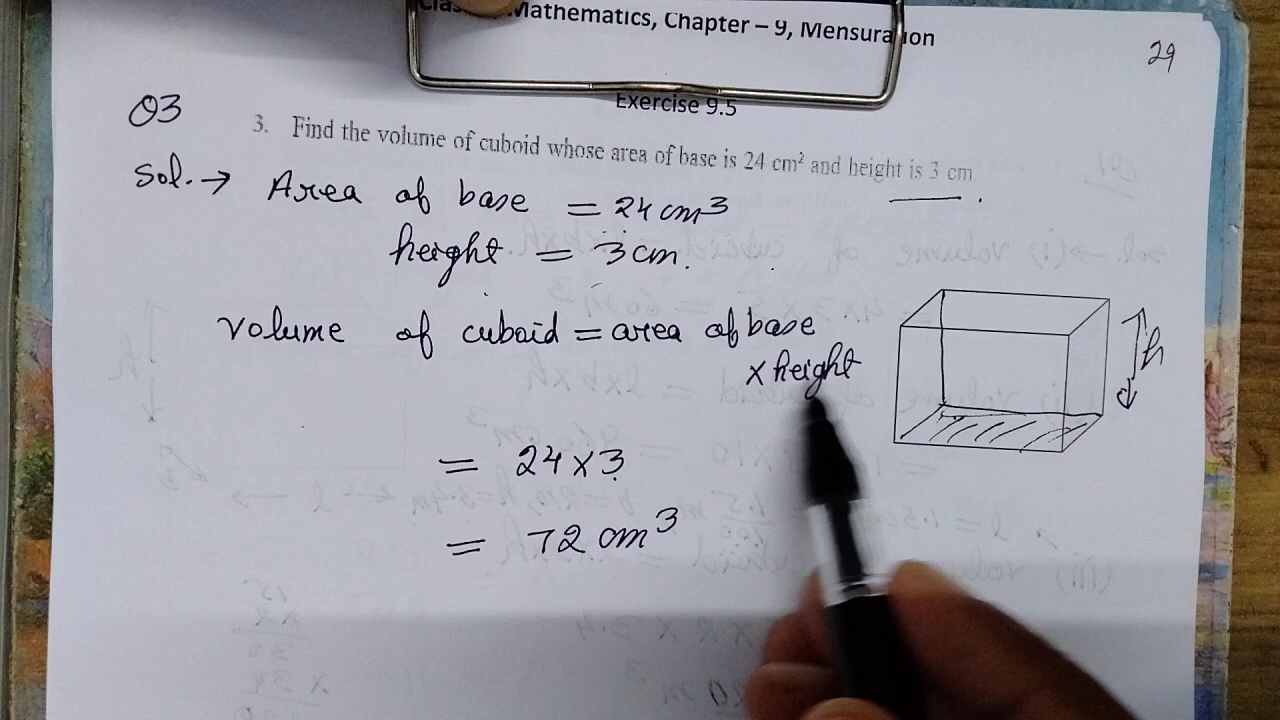 Mathematics, Chapter – 9, Mensuration
29
Exercise 9.5
Q3
3. Find the volume of cuboid whose area of base is 24 cm² and height is 3 cm
Sol. → Area of base = 24 cm³
height = 3 cm.
Volume of cuboid = area of base
x height
h
= 24 x 3
= 72 cm³